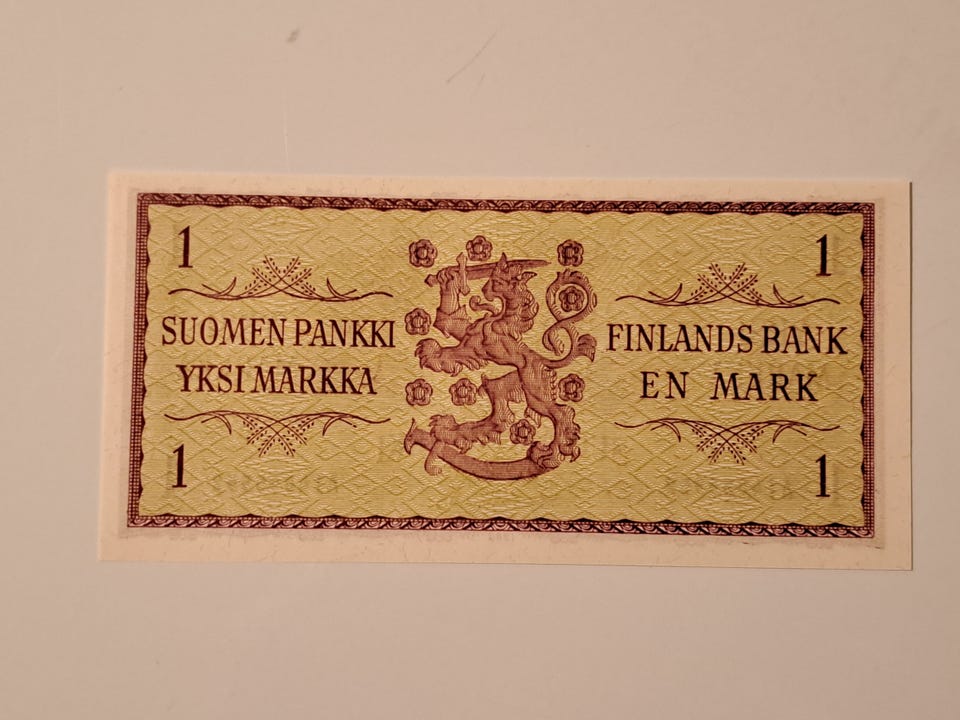 1
SUOMEN PANKKI
YKSI MARKKA
1
1
FINLANDS BANK
EN MARK
1